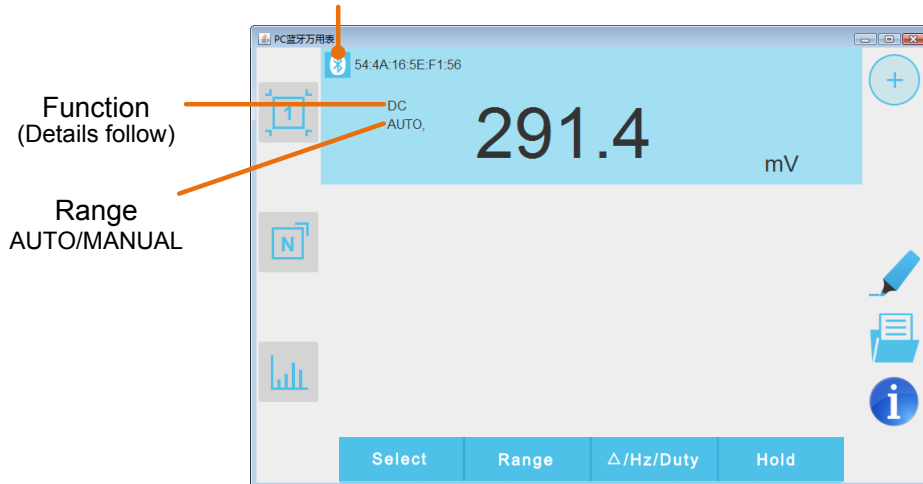 PC蓝牙万用表
54:4A:16:5E:F1:56
Function
(Details follow)
DC
AUTO,
291.4
mV
1
Range
AUTO/MANUAL
N
i
Select
Range
△/Hz/Duty
Hold